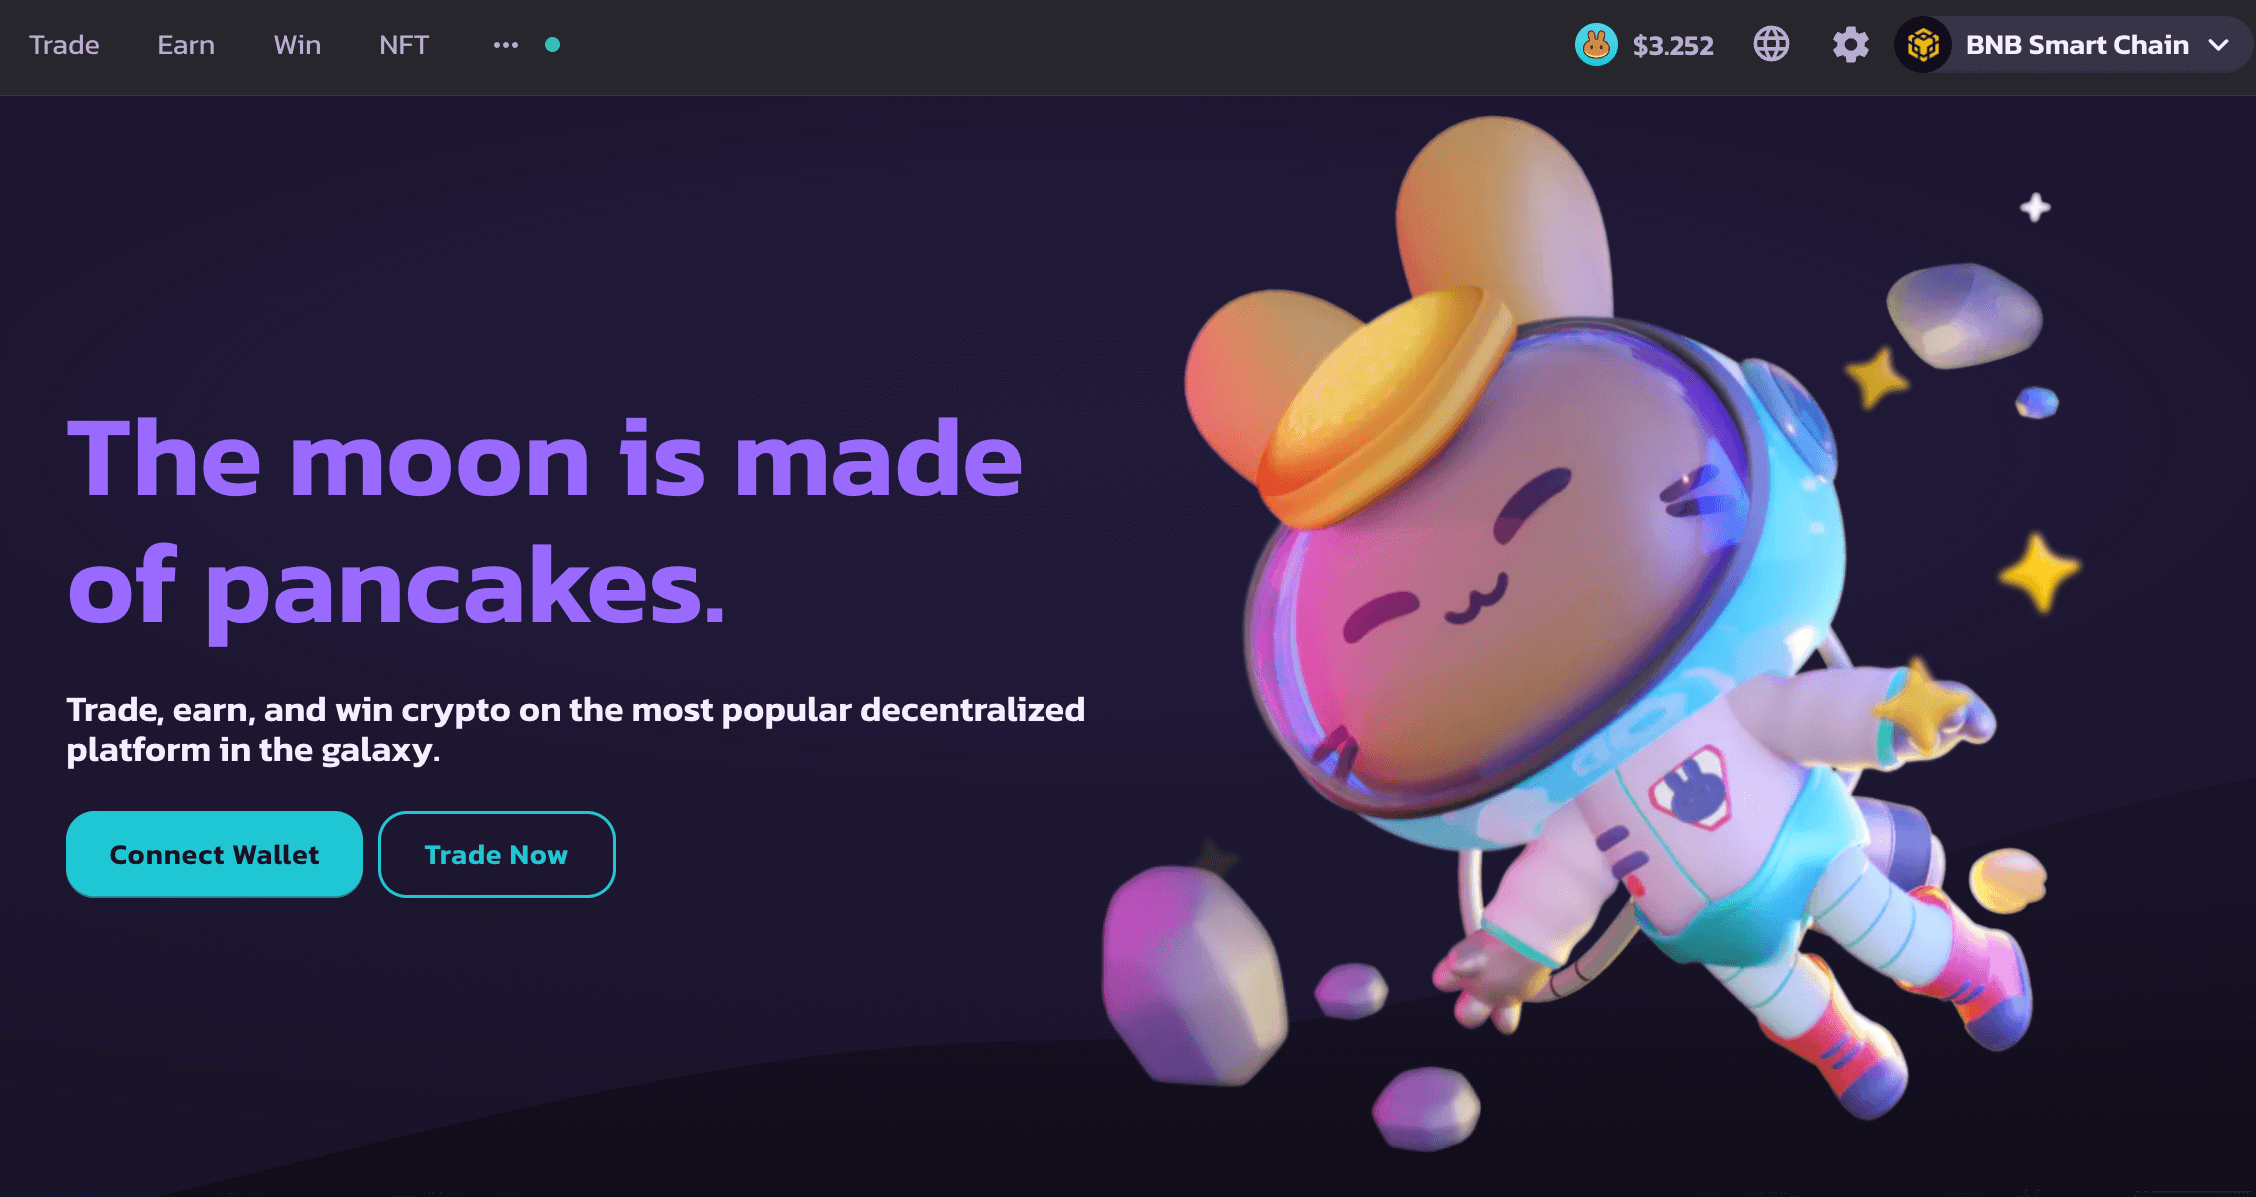 Trade Earn Win NFT ••• $3.252 BNB Smart Chain
The moon is made
of pancakes.
Trade, earn, and win crypto on the most popular decentralized
platform in the galaxy.
Connect Wallet Trade Now